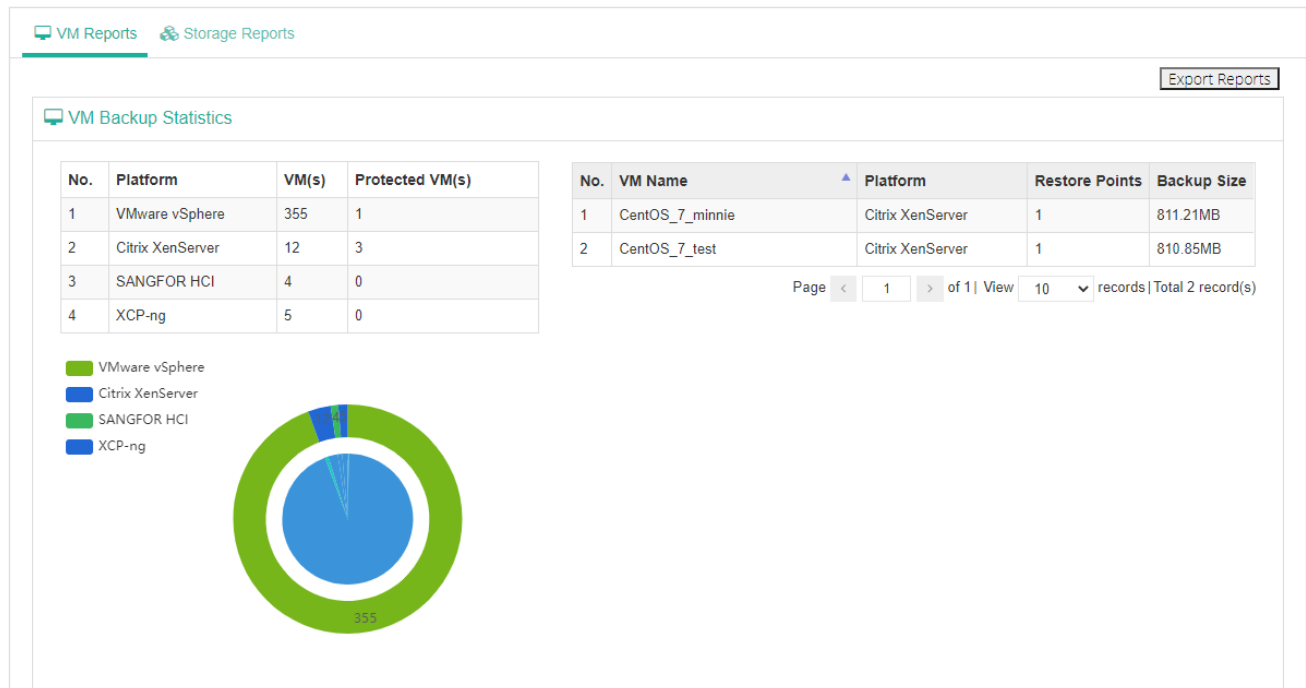 VM Reports Storage Reports
Export Reports
VM Backup Statistics
No. Platform VM(s) Protected VM(s)
1 VMware vSphere 355 1
2 Citrix XenServer 12 3
3 SANGFOR HCI 4 0
4 XCP-ng 5 0
No. VM Name Platform Restore Points Backup Size
1 CentOS_7_minnie Citrix XenServer 1 811.21MB
2 CentOS_7_test Citrix XenServer 1 810.85MB
Page < 1 > of 1 | View 10 records | Total 2 record(s)
VMware vSphere
Citrix XenServer
SANGFOR HCI
XCP-ng
4
355